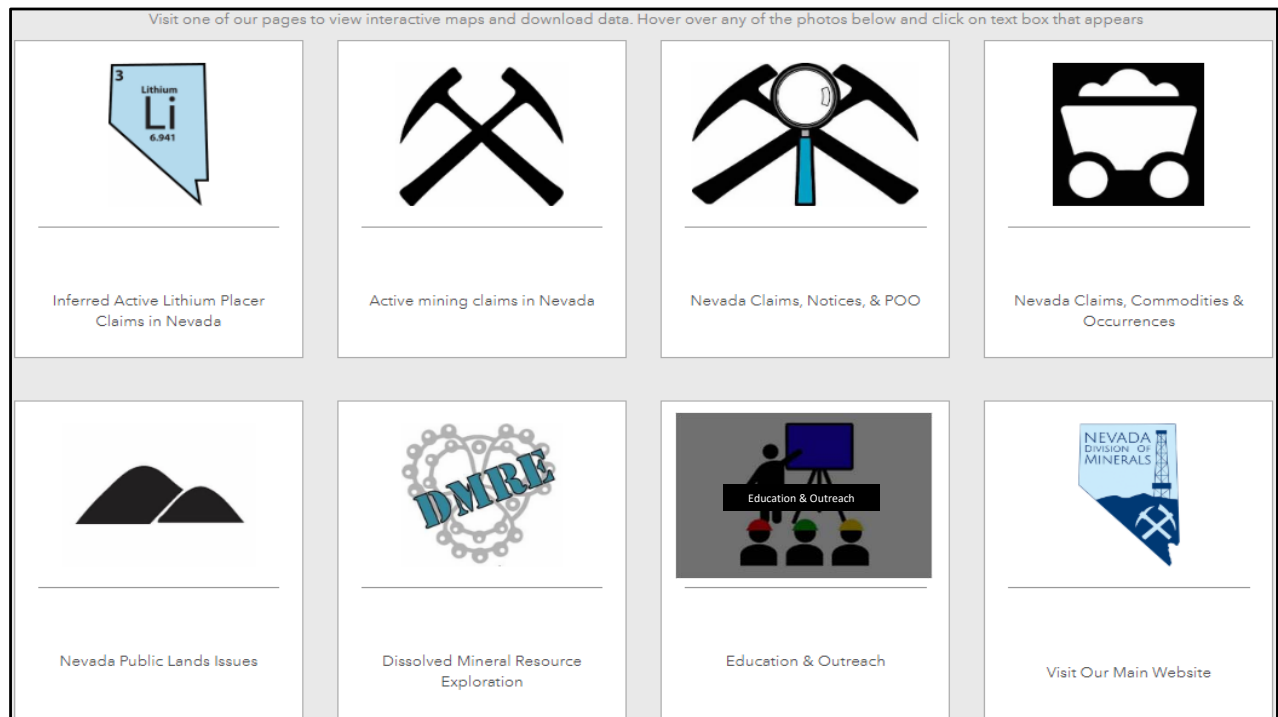 Visit one of our pages to view interactive maps and download data. Hover over any of the photos below and click on text box that appears
3
Lithium
Li
6.941
Inferred Active Lithium Placer
Claims in Nevada
Active mining claims in Nevada
Nevada Claims, Notices, & POO
Nevada Claims, Commodities &
Occurrences
Nevada Public Lands Issues
DMRE
Dissolved Mineral Resource
Exploration
Education & Outreach
Education & Outreach
NEVADA
DIVISION OF
MINERALS
Visit Our Main Website